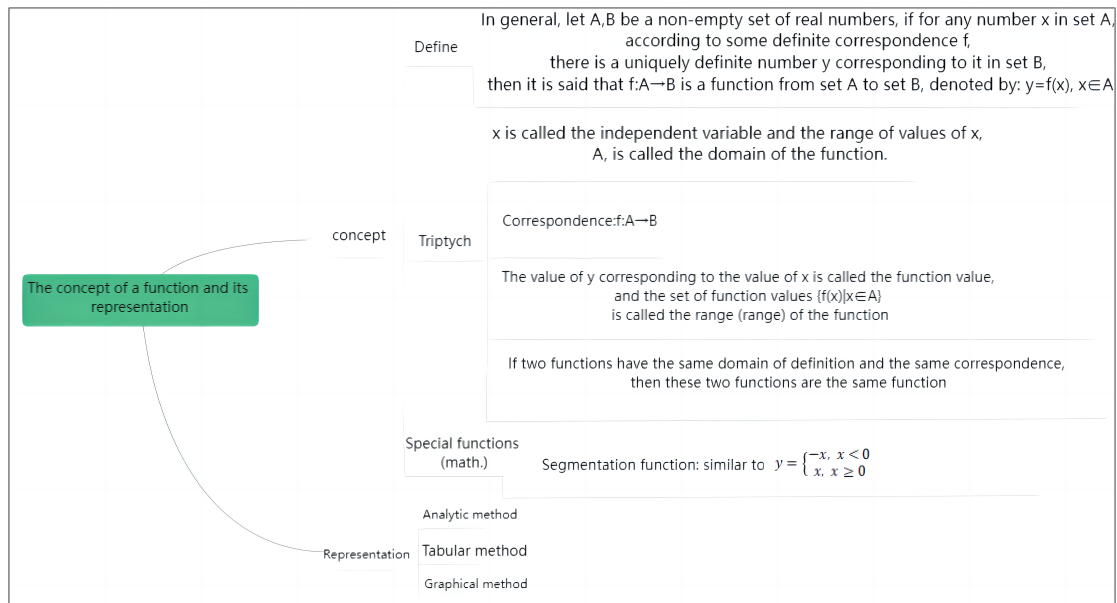 In general, let A,B be a non-empty set of real numbers, if for any number x in set A,
according to some definite correspondence f,
there is a uniquely definite number y corresponding to it in set B,
then it is said that f:A→B is a function from set A to set B, denoted by: y=f(x), x∈A
Define
x is called the independent variable and the range of values of x,
A, is called the domain of the function.
concept
Triptych
Correspondence:f:A→B
The value of y corresponding to the value of x is called the function value,
and the set of function values {f(x)|x∈A}
is called the range (range) of the function
The concept of a function and its
representation
If two functions have the same domain of definition and the same correspondence,
then these two functions are the same function
Special functions
(math.)
Segmentation function: similar to y = { -x, x < 0
x, x ≥ 0
Analytic method
Representation
Tabular method
Graphical method